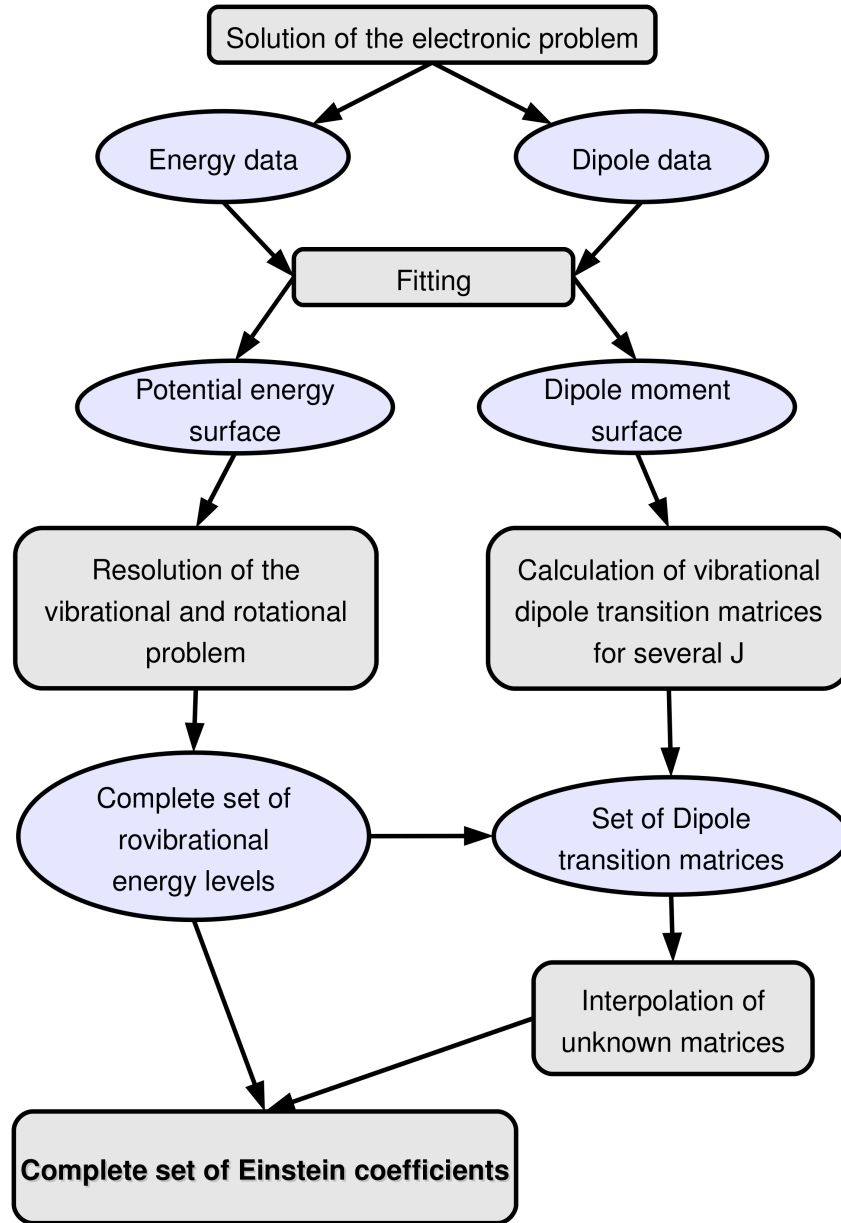 Solution of the electronic problem
Energy data
Dipole data
Fitting
Potential energy
surface
Dipole moment
surface
Resolution of the
vibrational and rotational
problem
Calculation of vibrational
dipole transition matrices
for several J
Complete set of
rovibrational
energy levels
Set of Dipole
transition matrices
Interpolation of
unknown matrices
Complete set of Einstein coefficients